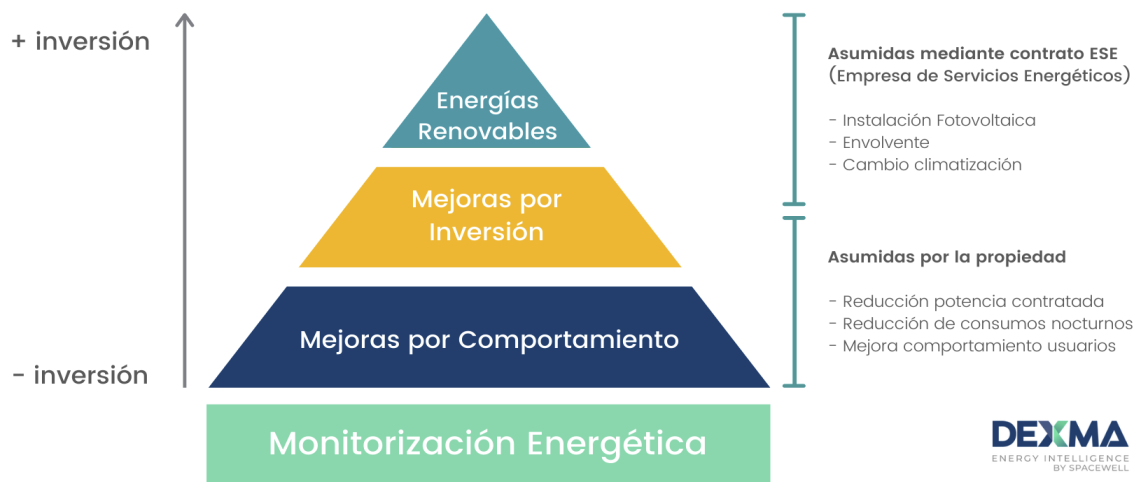 + inversión
- inversión
Energías
Renovables
Mejoras por
Inversión
Mejoras por Comportamiento
Monitorización Energética
Asumidas mediante contrato ESE
(Empresa de Servicios Energéticos)
- Instalación Fotovoltaica
- Envolvente
- Cambio climatización
Asumidas por la propiedad
- Reducción potencia contratada
- Reducción de consumos nocturnos
- Mejora comportamiento usuarios
DEXMA
ENERGY INTELLIGENCE
BY SPACEWELL